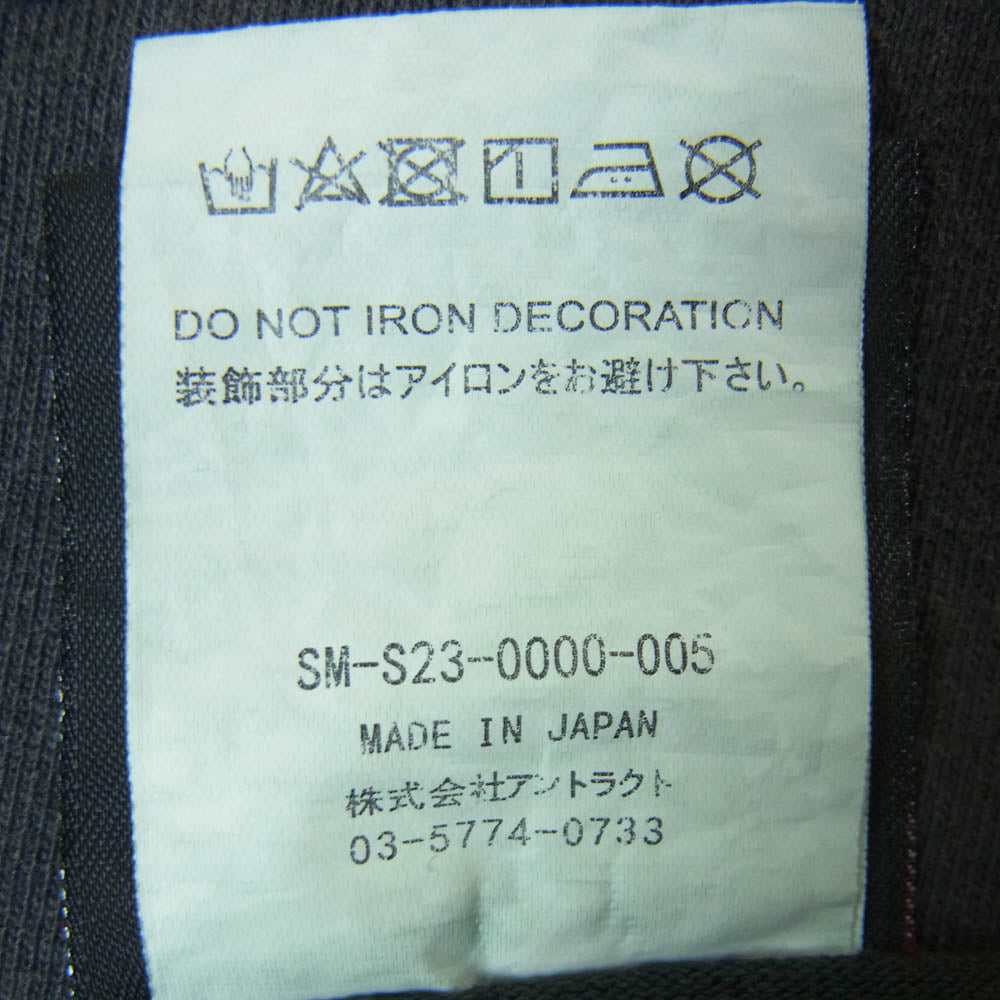 DO NOT IRON DECORATION
装飾部分はアイロンをお避け下さい。
SM-S23-0000-005
MADE IN JAPAN
株式会社アントラクト
03-5774-0733